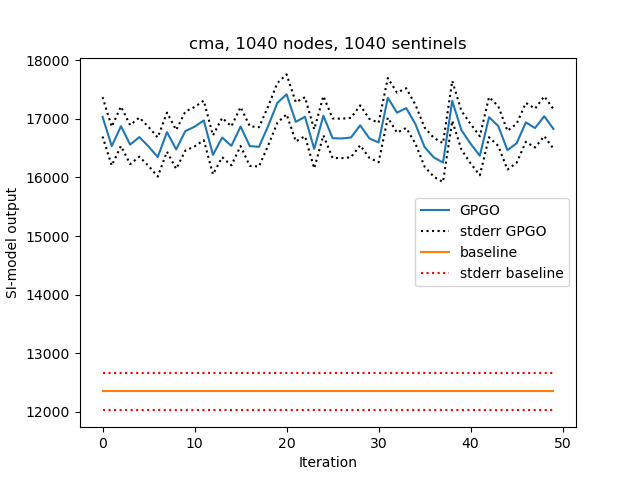 cma, 1040 nodes, 1040 sentinels
18000
17000
16000
15000
14000
13000
12000
SI-model output
GPGO
stderr GPGO
baseline
stderr baseline
0 10 20 30 40 50
Iteration